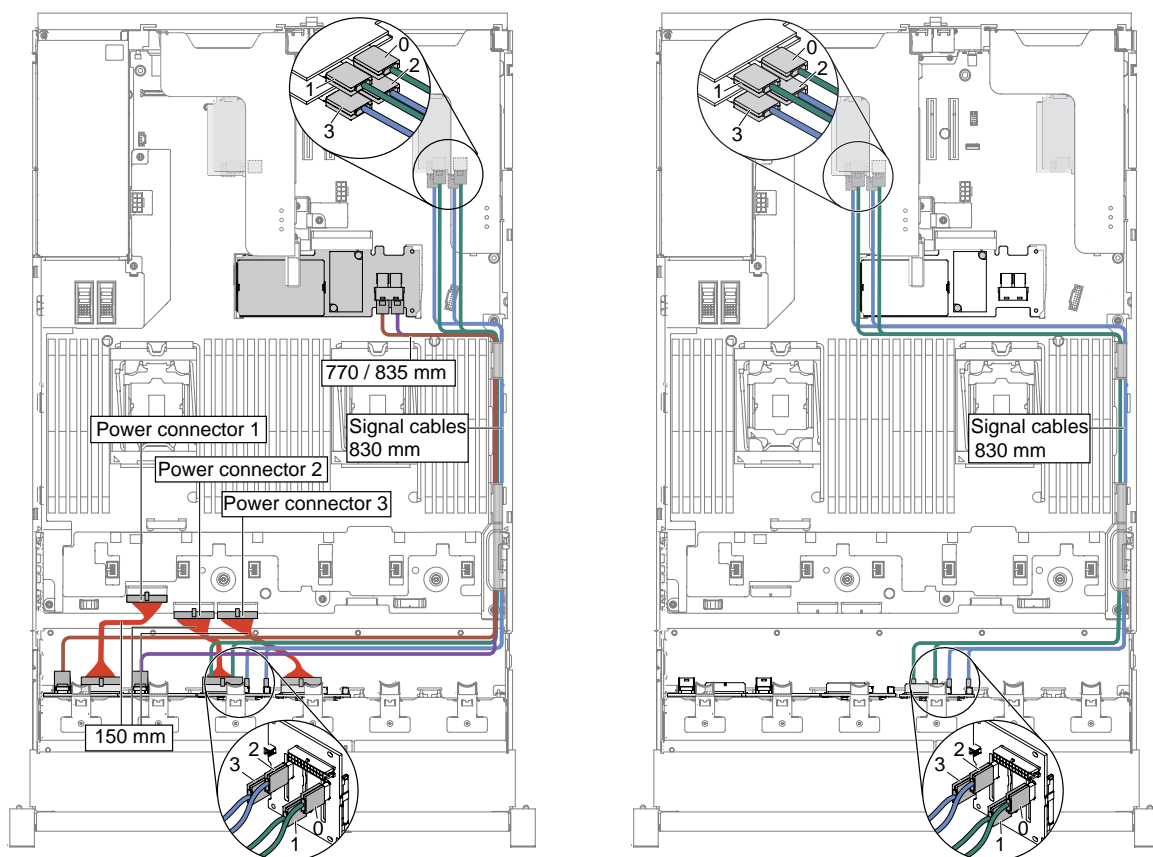 0
1
2
3
770 / 835 mm
Power connector 1
Signal cables
830 mm
Power connector 2
Power connector 3
150 mm
2
3
0
1
0
1
2
3
Signal cables
830 mm
2
3
0
1